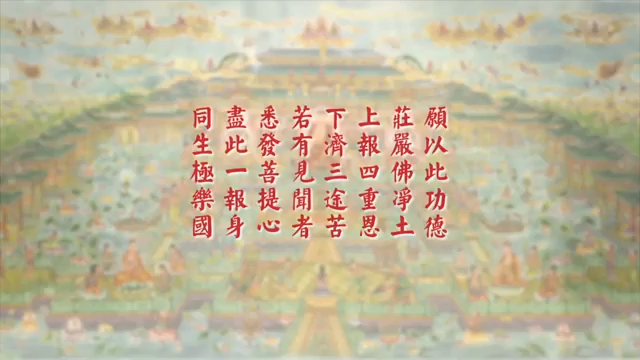 願以此功德
莊嚴佛凈土
上報四重恩
下濟三途苦
若有見聞者
悉發菩提心
盡此一報身
同生極樂國